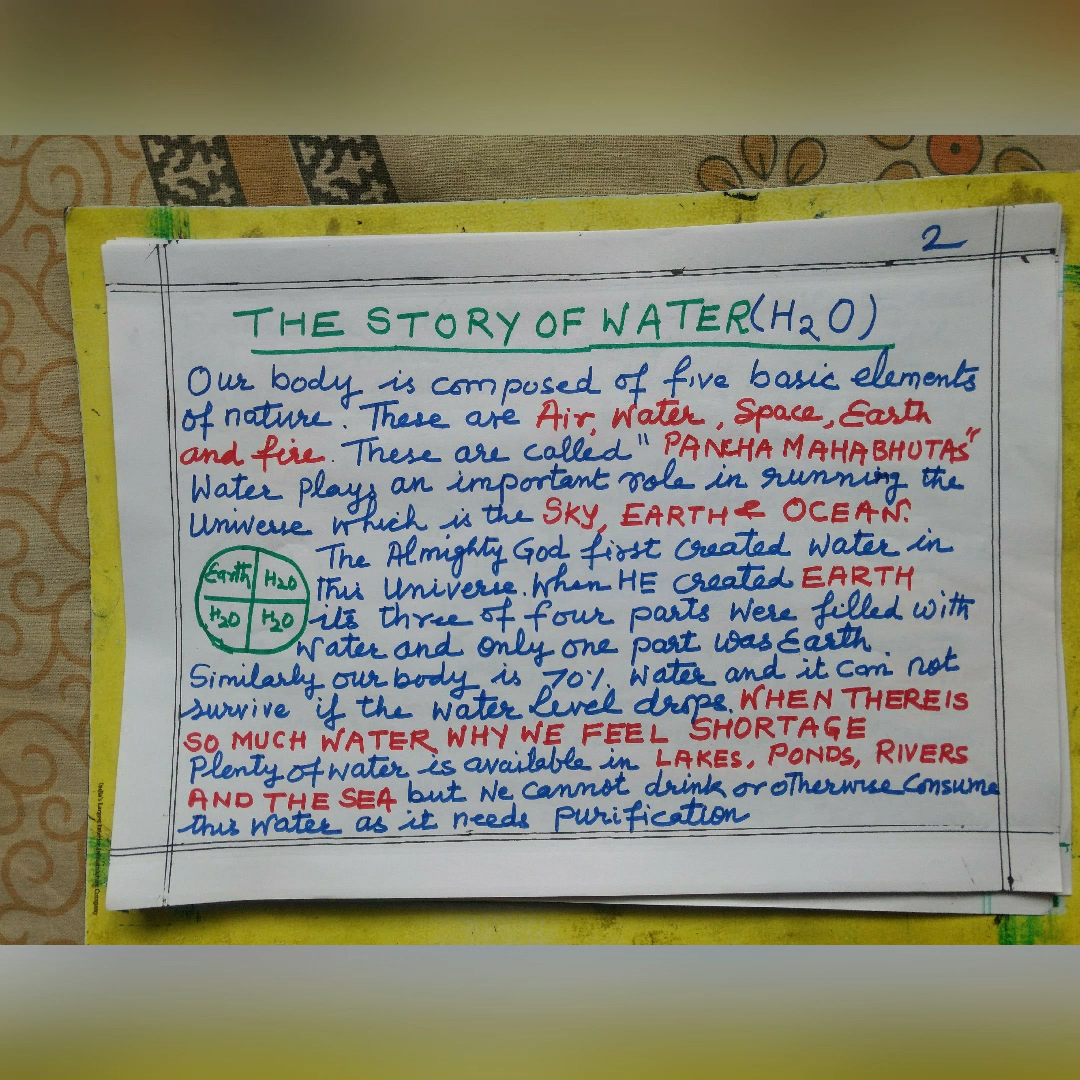 2
THE STORY OF WATER(H₂O)
Our body is composed of five basic elements
of nature. These are Air, Water, Space, Earth
and fire. These are called "PANCHA MAHABHUTAS"
Water plays an important role in running the
Universe which is the SKY, EARTH & OCEAN.
The Almighty God first created Water in
this Universe. When HE created EARTH
its three of four parts were filled with
Water and only one part was Earth.
Earth H₂O
H₂O H₂O
Similarly our body is 70% Water and it can not
survive if the water level drops. WHEN THERE IS
SO MUCH WATER, WHY WE FEEL SHORTAGE
Plenty of water is available in LAKES, PONDS, RIVERS
AND THE SEA but we cannot drink or otherwise consume
this Water as it needs purification